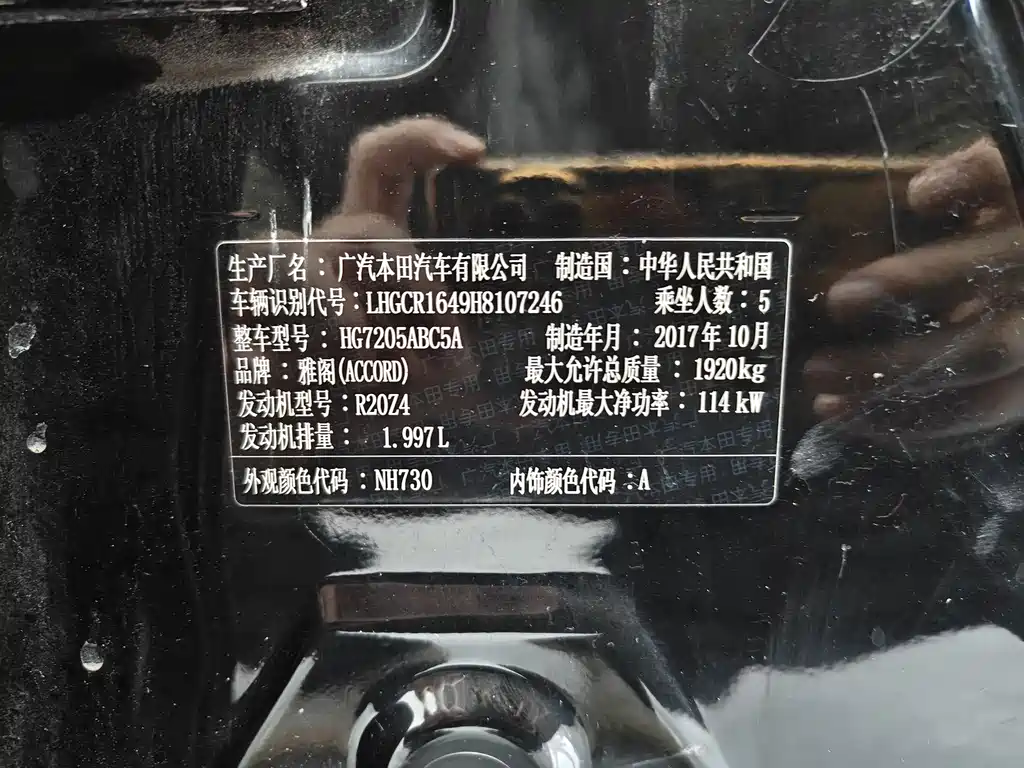 生产厂名：广汽本田汽车有限公司 制造国：中华人民共和国
车辆识别代号：LHGCR1649H8107246 乘坐人数：5
整车型号：HG7205ABC5A 制造年月：2017年10月
品牌：雅阁(ACCORD) 最大允许总质量：1920kg
发动机型号：R20Z4 发动机最大净功率：114kW
发动机排量：1.997L
外观颜色代码：NH730 内饰颜色代码：A